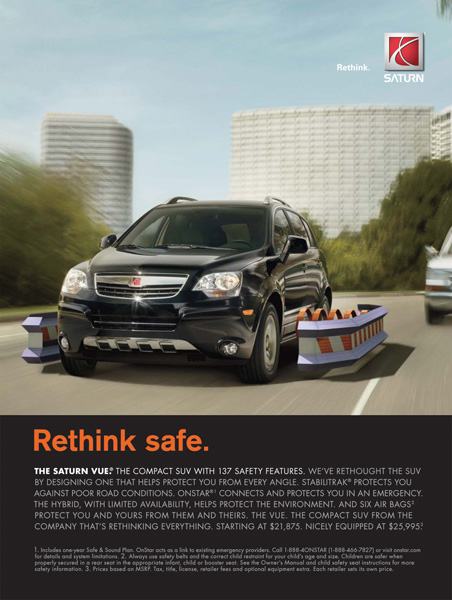 Rethink.
SATURN
Rethink safe.
THE SATURN VUE.® THE COMPACT SUV WITH 137 SAFETY FEATURES. WE'VE RETHOUGHT THE SUV
BY DESIGNING ONE THAT HELPS PROTECT YOU FROM EVERY ANGLE. STABILITRAK® PROTECTS YOU
AGAINST POOR ROAD CONDITIONS. ONSTAR®¹ CONNECTS AND PROTECTS YOU IN AN EMERGENCY.
THE HYBRID, WITH LIMITED AVAILABILITY, HELPS PROTECT THE ENVIRONMENT. AND SIX AIR BAGS²
PROTECT YOU AND YOURS FROM THEM AND THEIRS. THE VUE. THE COMPACT SUV FROM THE
COMPANY THAT'S RETHINKING EVERYTHING. STARTING AT $21,875. NICELY EQUIPPED AT $25,995.³
1. Includes one-year Safe & Sound Plan. OnStar acts as a link to existing emergency providers. Call 1-888-4ONSTAR (1-888-466-7827) or visit onstar.com
for details and system limitations. 2. Always use safety belts and the correct child restraint for your child's age and size. Children are safer when
properly secured in a rear seat in the appropriate infant, child or booster seat. See the Owner's Manual and child safety seat instructions for more
safety information. 3. Prices based on MSRP. Tax, title, license, retailer fees and optional equipment extra. Each retailer sets its own price.